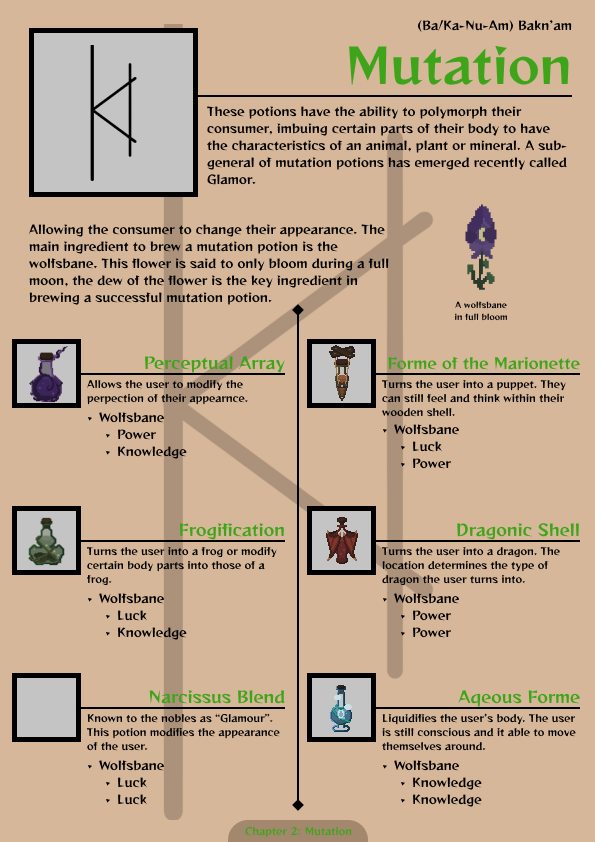 (Ba/Ka-Nu-Am) Bakn'am
Mutation
These potions have the ability to polymorph their
consumer, imbuing certain parts of their body to have
the characteristics of an animal, plant or mineral. A sub-
general of mutation potions has emerged recently called
Glamor.
Allowing the consumer to change their appearance. The
main ingredient to brew a mutation potion is the
wolfsbane. This flower is said to only bloom during a full
moon, the dew of the flower is the key ingredient in
brewing a successful mutation potion.
A wolfsbane
in full bloom
Perceptual Array
Allows the user to modify the
perpection of their appearnce.
Wolfsbane
Power
Knowledge
Forme of the Marionette
Turns the user into a puppet. They
can still feel and think within their
wooden shell.
Wolfsbane
Luck
Power
Frogification
Turns the user into a frog or modify
certain body parts into those of a
frog.
Wolfsbane
Luck
Knowledge
Dragonic Shell
Turns the user into a dragon. The
location determines the type of
dragon the user turns into.
Wolfsbane
Power
Power
Narcissus Blend
Known to the nobles as "Glamour".
This potion modifies the appearance
of the user.
Wolfsbane
Luck
Luck
Aqeous Forme
Liquidifies the user's body. The user
is still conscious and it able to move
themselves around.
Wolfsbane
Knowledge
Knowledge
Chapter 2: Mutation